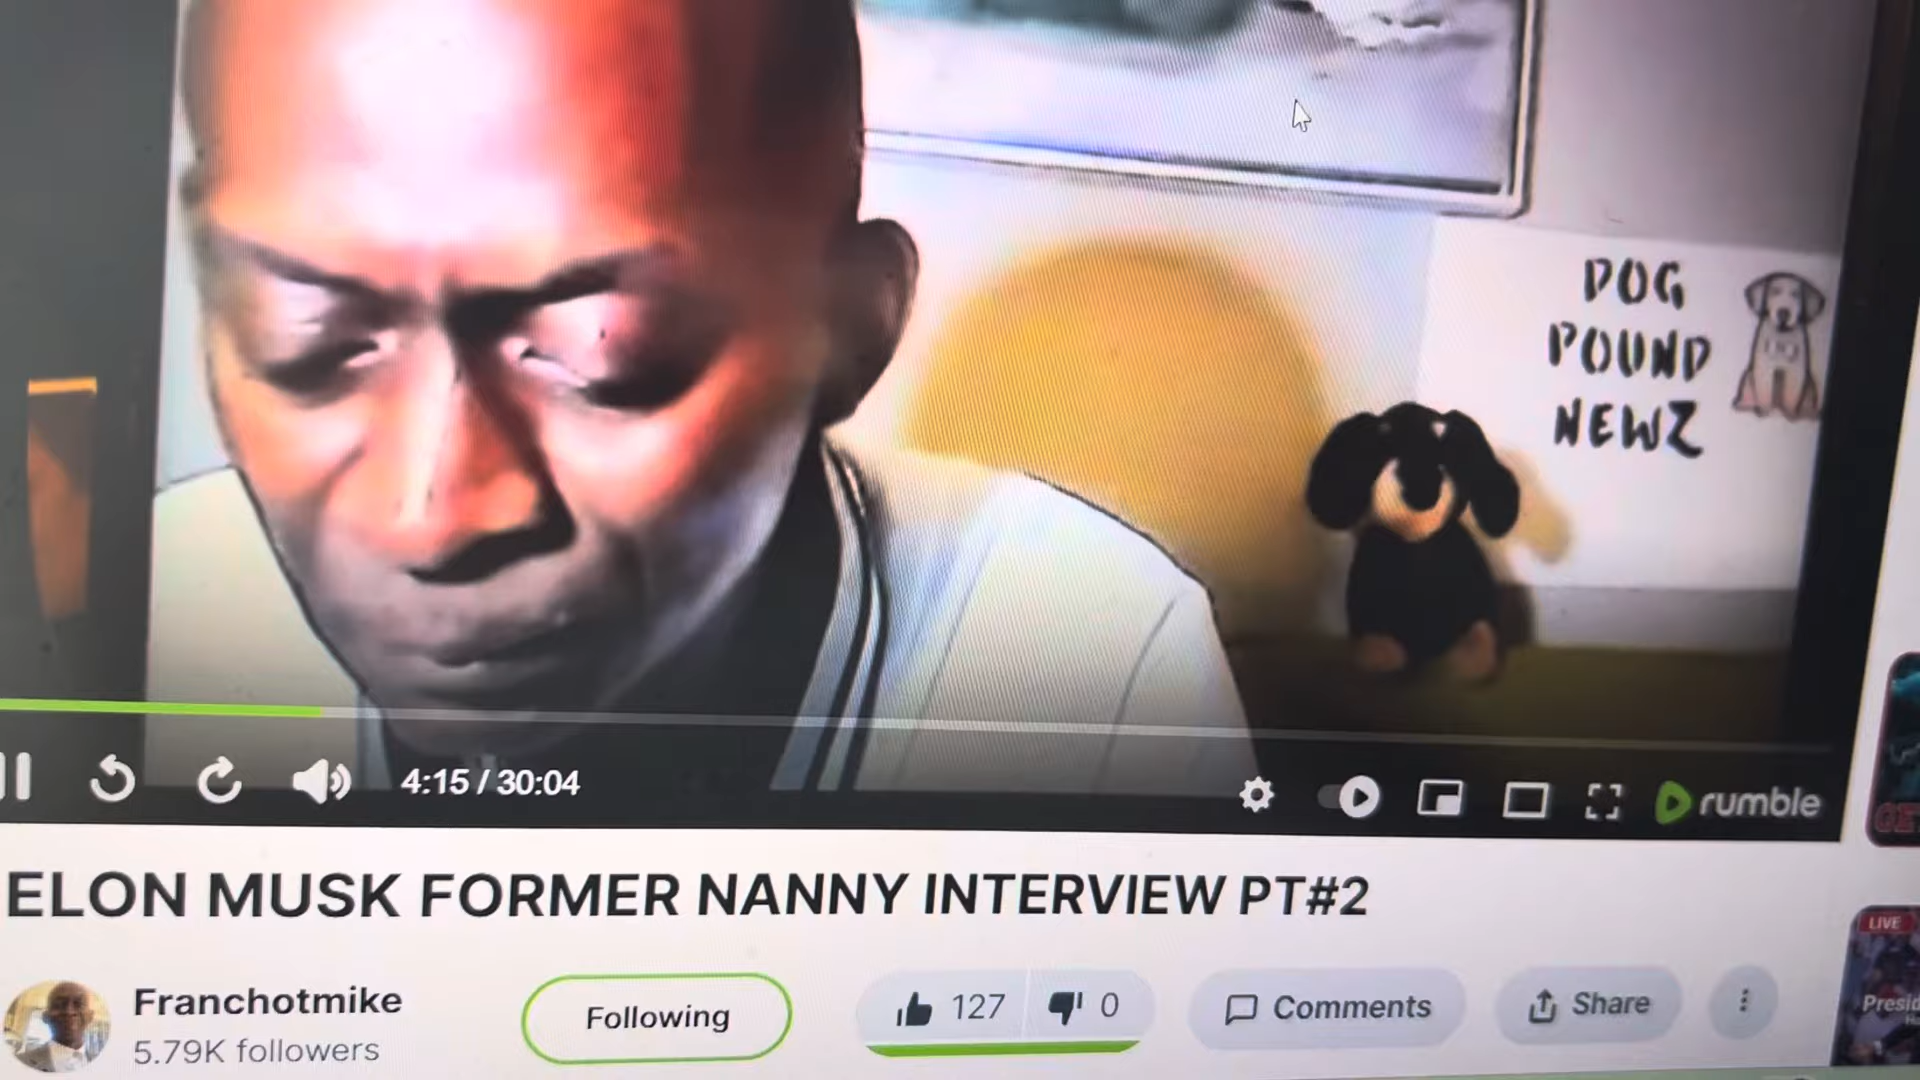 DOG
POUND
NEWZ
4:15 / 30:04
rumble
ELON MUSK FORMER NANNY INTERVIEW PT#2
Franchotmike
5.79K followers
Following
127
0
Comments
Share
LIVE